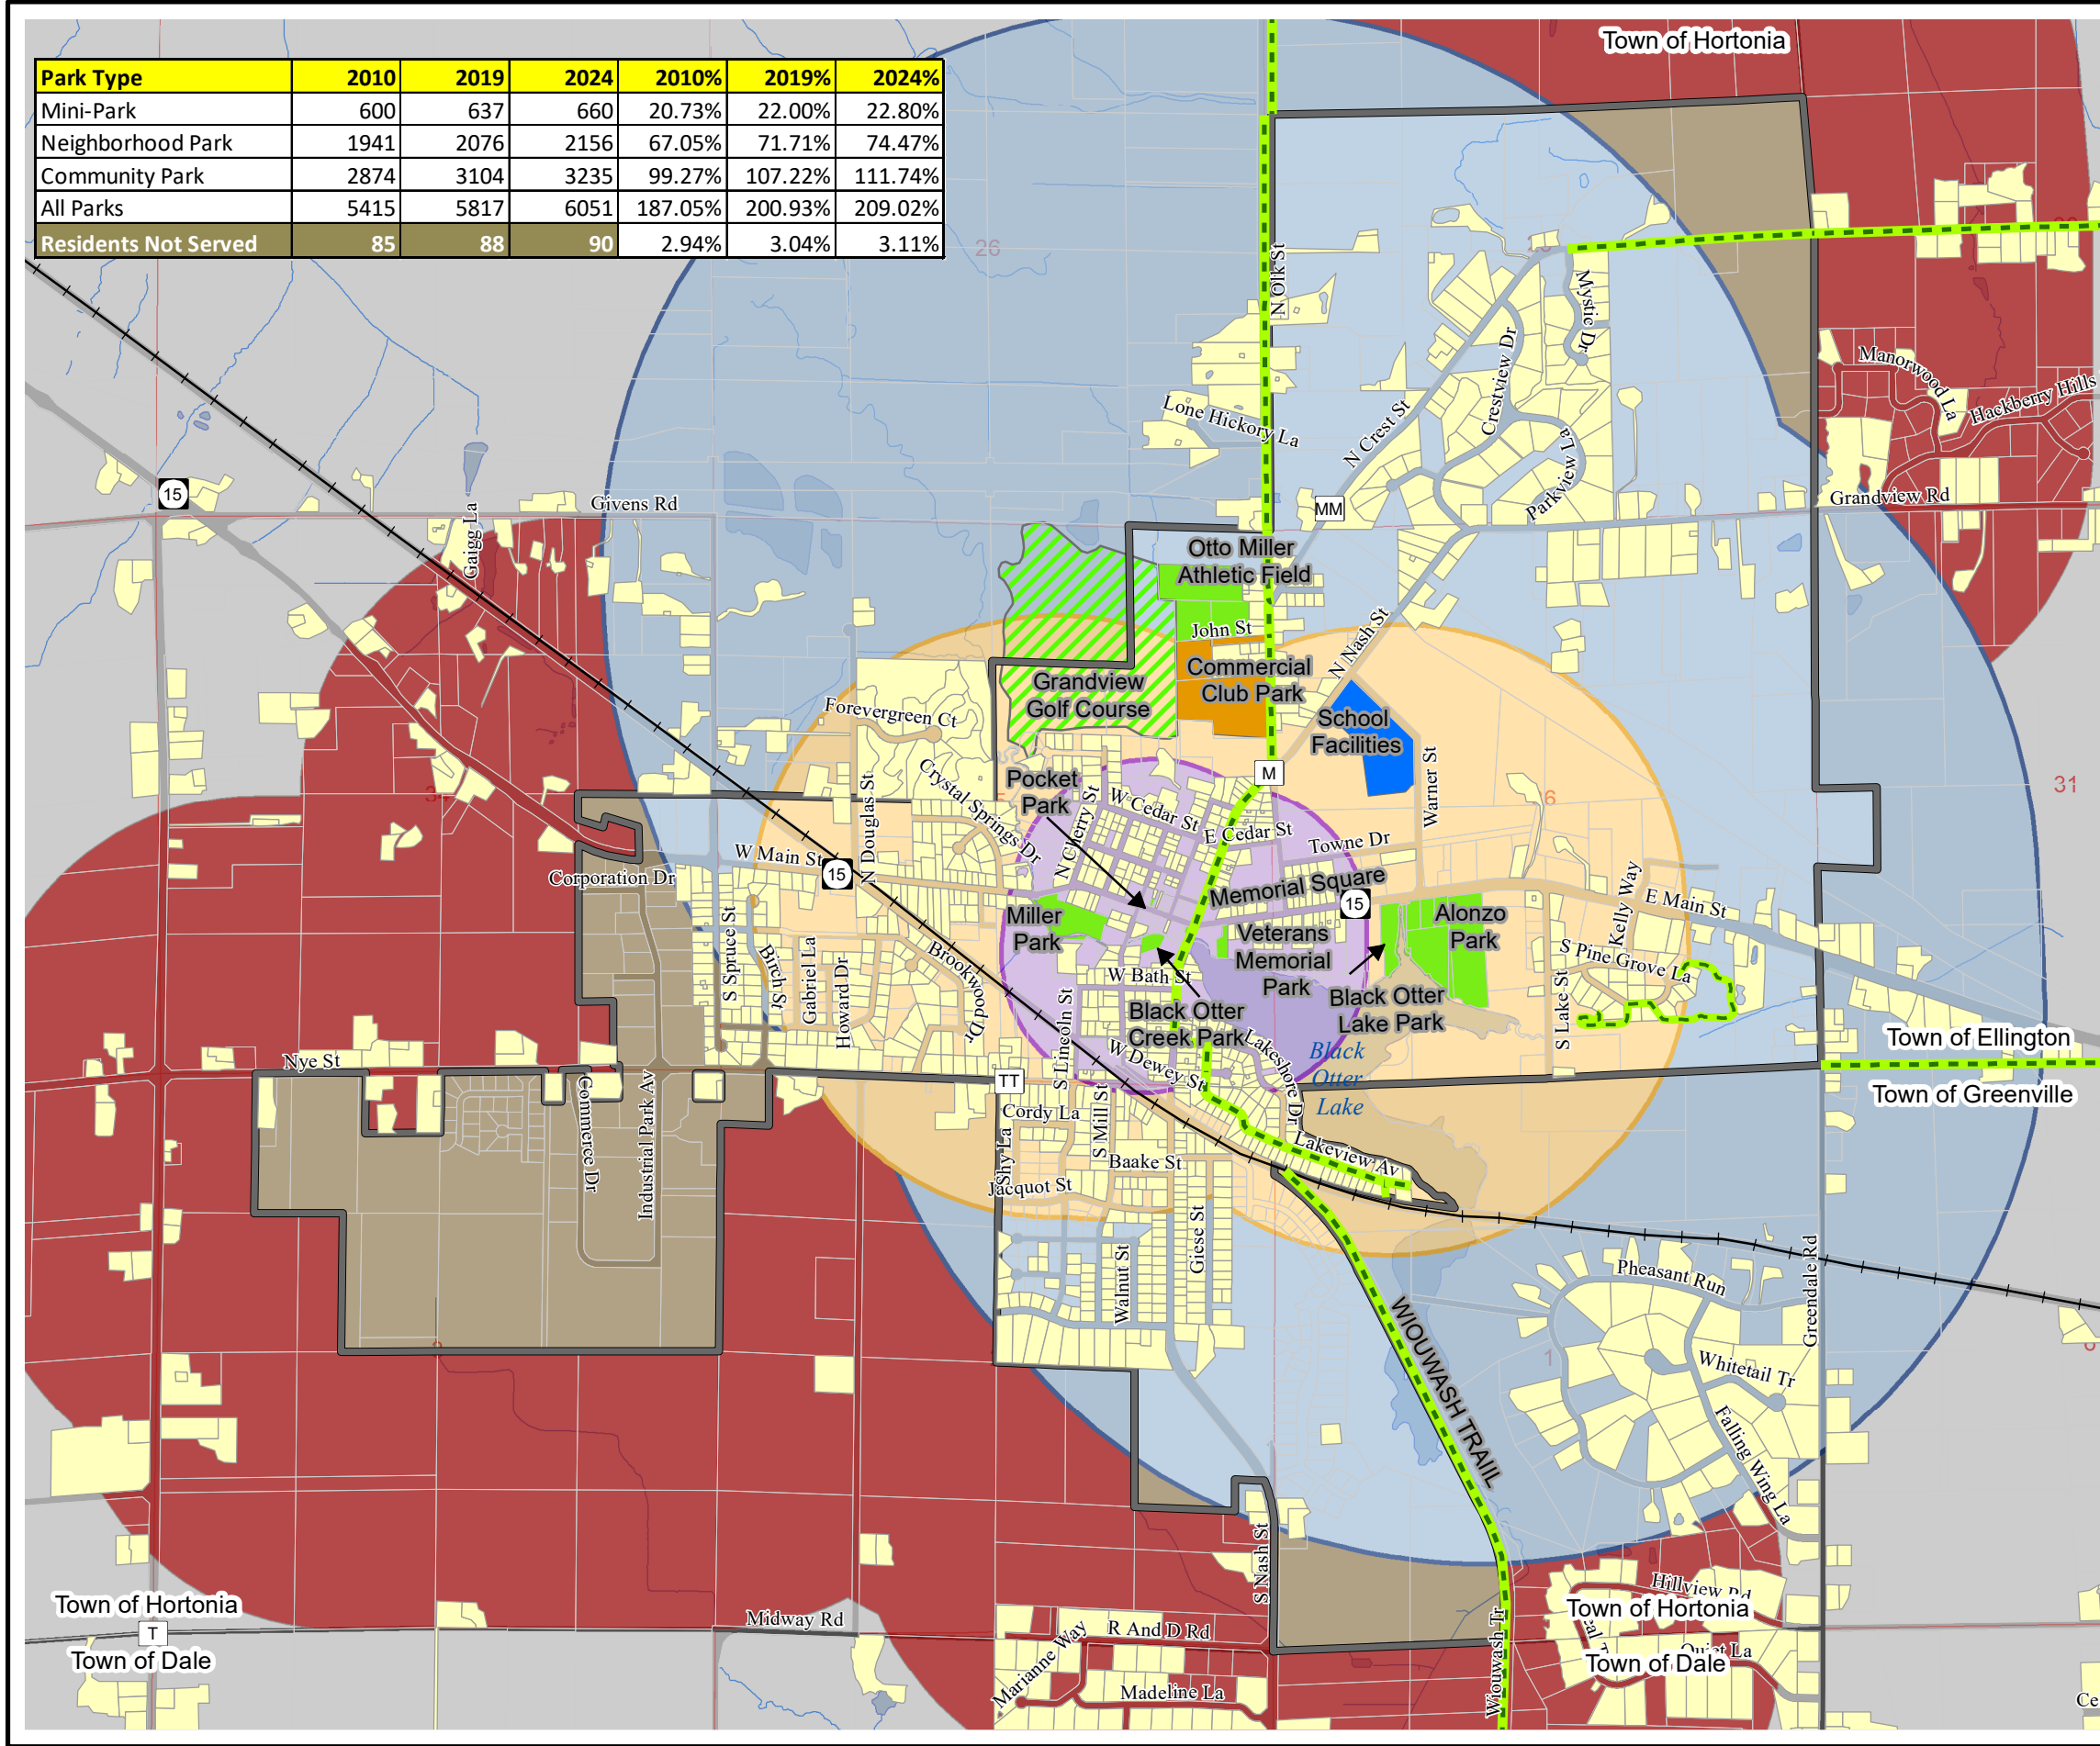 Town of Hortonia
Park Type 2010 2019 2024 2010% 2019% 2024%
Mini-Park 600 637 660 20.73% 22.00% 22.80%
Neighborhood Park 1941 2076 2156 67.05% 71.71% 74.47%
Community Park 2874 3104 3235 99.27% 107.22% 111.74%
All Parks 5415 5817 6051 187.05% 200.93% 209.02%
Residents Not Served 85 88 90 2.94% 3.04% 3.11%
26
N Olk St
Mystic Dr
Crestview Dr
Manorwood La
Hackberry Hills
Lone Hickory La
N Crest St
Parkview La
15
Givens Rd
Grandview Rd
MM
Gaigg La
Otto Miller
Athletic Field
John St
N Nash St
Commercial
Club Park
Grandview
Golf Course
Forevergreen Ct
School
Facilities
M
Pocket
Park
Warner St
31
34
6
Crystal Springs Dr
N Cherry St
W Cedar St
E Cedar St
Towne Dr
N Douglas St
W Main St
15
Corporation Dr
Memorial Square
15
Kelly Way
E Main St
Miller
Park
Veterans
Memorial
Park
Alonzo
Park
S Spruce St
Birch St
Gabriel La
Howard Dr
Brookwood Dr
W Bath St
S Pine Grove La
Black Otter
Lake Park
Black Otter
Creek Park
S Lincoln St
S Lake St
Lakeshore Dr
Black
Otter
Lake
Town of Ellington
Town of Greenville
Nye St
W Dewey St
TT
Commerce Dr
Industrial Park Av
Cordy La
S Mill St
Shy La
Baake St
Lakeview Av
Jacquot St
Giese St
Walnut St
Pheasant Run
Greendale Rd
WIOUWASH TRAIL
1
Whitetail Tr
Falling Wing La
S Nash St
Hillview Rd
Town of Hortonia
T
Town of Dale
Midway Rd
R And D Rd
Marianne Way
Madeline La
Wiouwash Tr
Town of Hortonia
Quiet La
Town of Dale
Ce